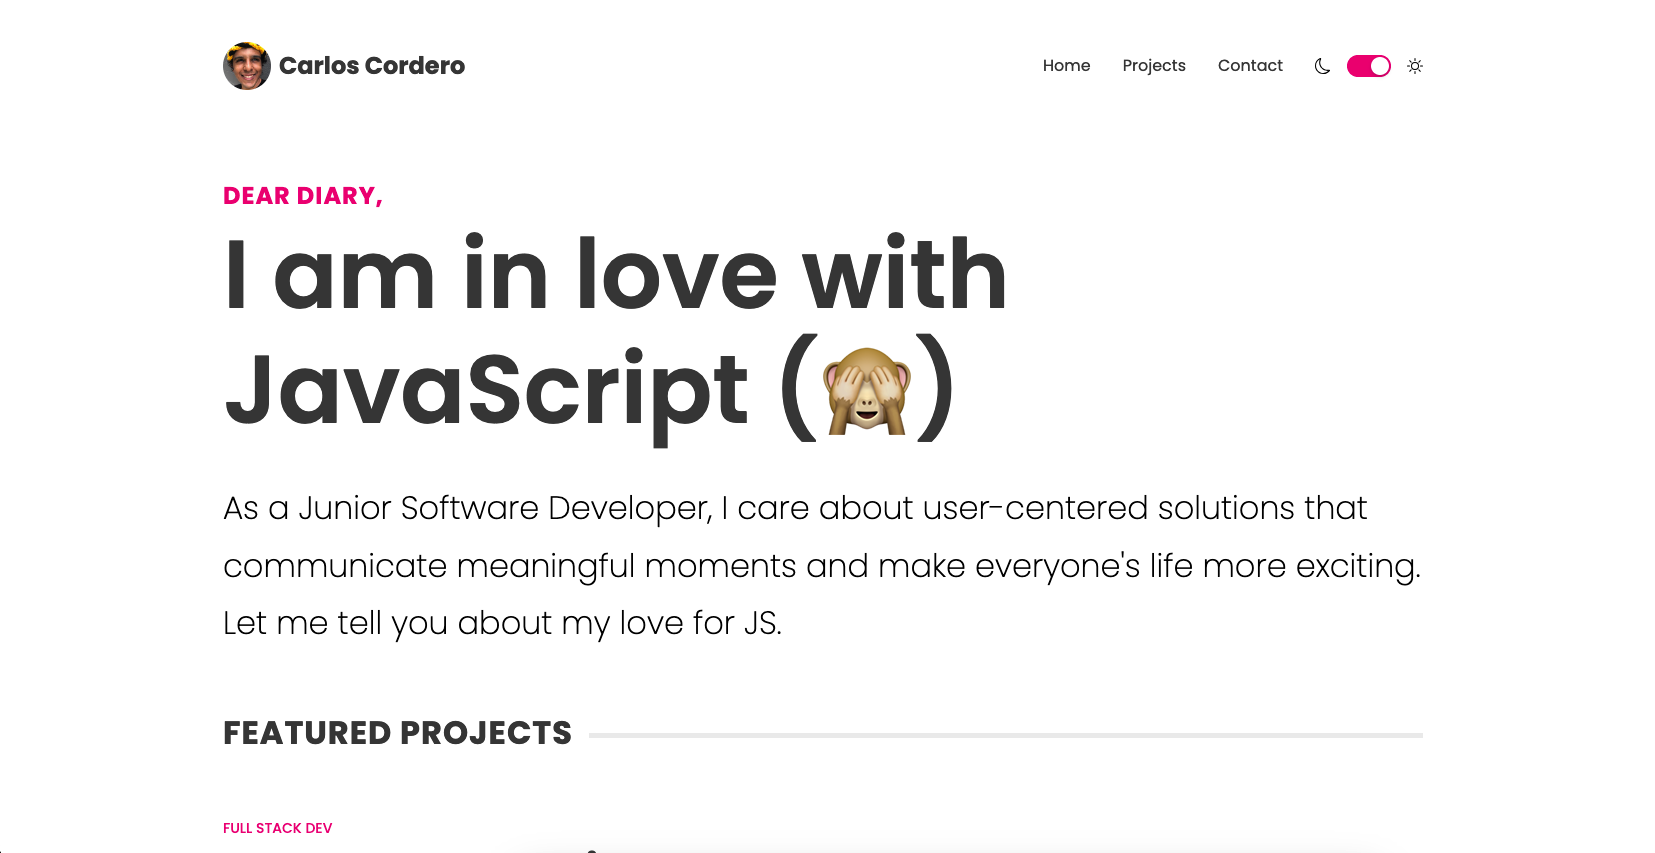 Carlos Cordero
Home Projects Contact
DEAR DIARY,
I am in love with
JavaScript (🙈)
As a Junior Software Developer, I care about user-centered solutions that
communicate meaningful moments and make everyone's life more exciting.
Let me tell you about my love for JS.
FEATURED PROJECTS
FULL STACK DEV